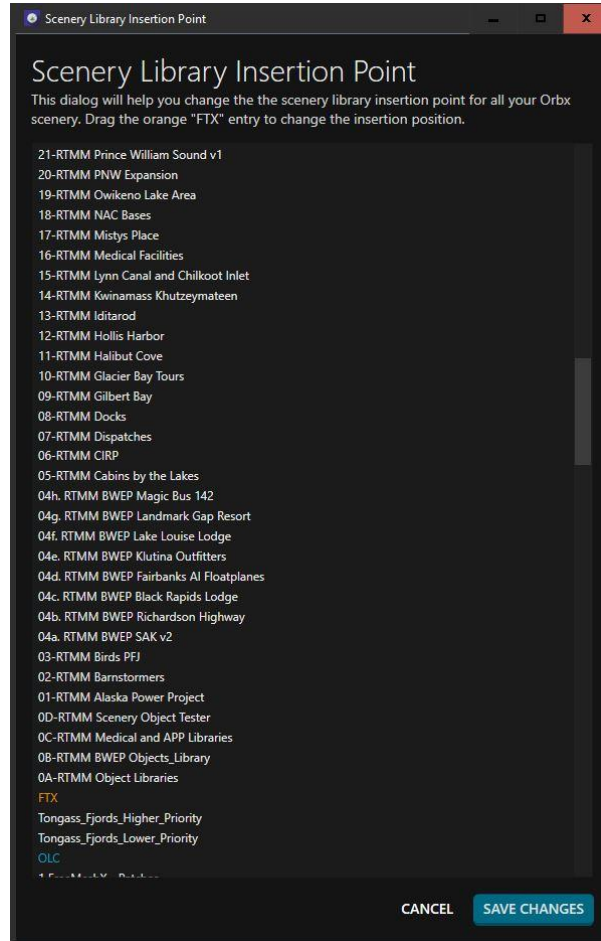 Scenery Library Insertion Point
x
Scenery Library Insertion Point
This dialog will help you change the the scenery library insertion point for all your Orbx
scenery. Drag the orange "FTX" entry to change the insertion position.
21-RTMM Prince William Sound v1
20-RTMM PNW Expansion
19-RTMM Owikeno Lake Area
18-RTMM NAC Bases
17-RTMM Mistys Place
16-RTMM Medical Facilities
15-RTMM Lynn Canal and Chilkoot Inlet
14-RTMM Kwinamass Khutzeymateen
13-RTMM Iditarod
12-RTMM Hollis Harbor
11-RTMM Halibut Cove
10-RTMM Glacier Bay Tours
09-RTMM Gilbert Bay
08-RTMM Docks
07-RTMM Dispatches
06-RTMM CIRP
05-RTMM Cabins by the Lakes
04h. RTMM BWEP Magic Bus 142
04g. RTMM BWEP Landmark Gap Resort
04f. RTMM BWEP Lake Louise Lodge
04e. RTMM BWEP Klutina Outfitters
04d. RTMM BWEP Fairbanks AI Floatplanes
04c. RTMM BWEP Black Rapids Lodge
04b. RTMM BWEP Richardson Highway
04a. RTMM BWEP SAK v2
03-RTMM Birds PFJ
02-RTMM Barnstormers
01-RTMM Alaska Power Project
0D-RTMM Scenery Object Tester
0C-RTMM Medical and APP Libraries
0B-RTMM BWEP Objects_Library
0A-RTMM Object Libraries
FTX
Tongass_Fjords_Higher_Priority
Tongass_Fjords_Lower_Priority
OLC
CANCEL SAVE CHANGES